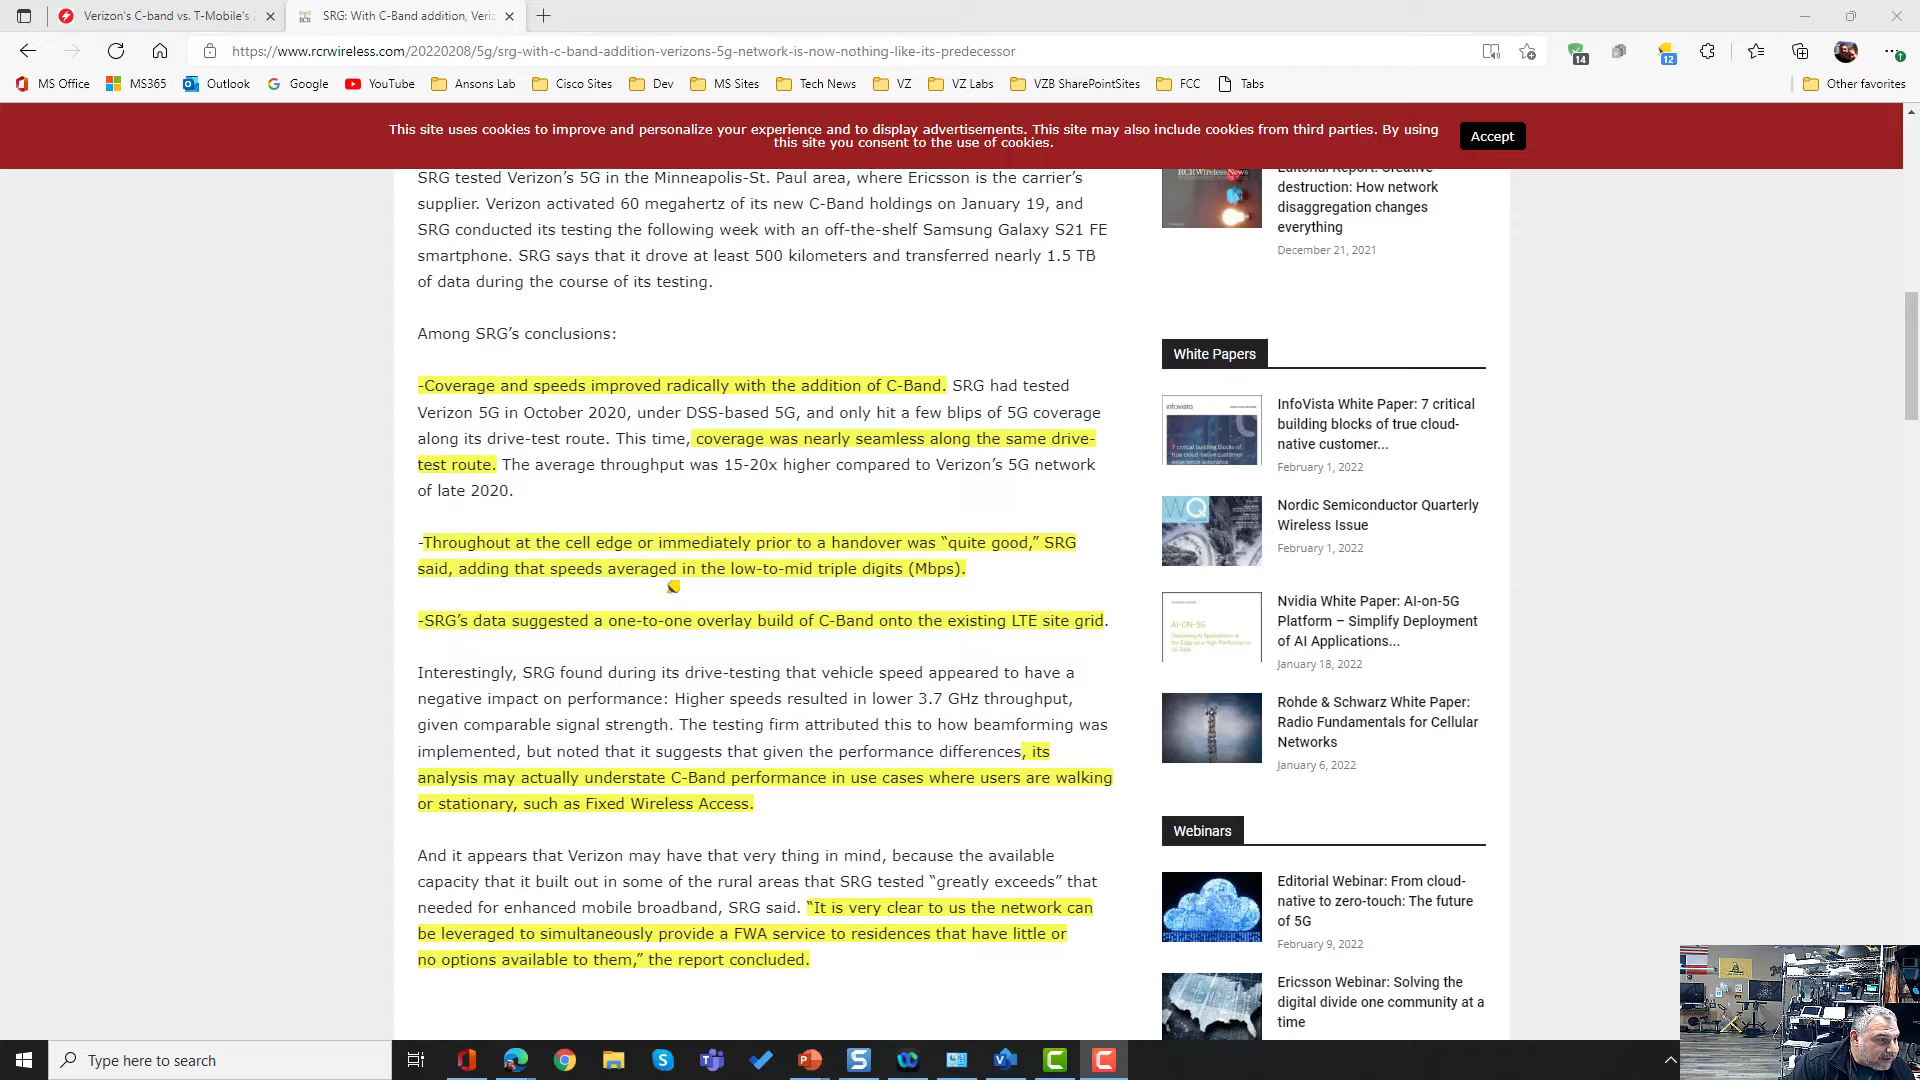 Verizon's C-band vs. T-Mobile's
SRG: With C-Band addition, Veriz
https://www.rcrwireless.com/20220208/5g/srg-with-c-band-addition-verizons-5g-network-is-now-nothing-like-its-predecessor
14
12
MS Office
MS365
Outlook
Google
YouTube
Ansons Lab
Cisco Sites
Dev
MS Sites
Tech News
VZ
VZ Labs
VZB SharePointSites
FCC
Tabs
Other favorites
This site uses cookies to improve and personalize your experience and to display advertisements. This site may also include cookies from third parties. By using
this site you consent to the use of cookies.
Accept
SRG tested Verizon's 5G in the Minneapolis-St. Paul area, where Ericsson is the carrier's
supplier. Verizon activated 60 megahertz of its new C-Band holdings on January 19, and
SRG conducted its testing the following week with an off-the-shelf Samsung Galaxy S21 FE
smartphone. SRG says that it drove at least 500 kilometers and transferred nearly 1.5 TB
of data during the course of its testing.
Among SRG's conclusions:
-Coverage and speeds improved radically with the addition of C-Band. SRG had tested
Verizon 5G in October 2020, under DSS-based 5G, and only hit a few blips of 5G coverage
along its drive-test route. This time, coverage was nearly seamless along the same drive-
test route. The average throughput was 15-20x higher compared to Verizon's 5G network
of late 2020.
-Throughout at the cell edge or immediately prior to a handover was “quite good,” SRG
said, adding that speeds averaged in the low-to-mid triple digits (Mbps).
-SRG's data suggested a one-to-one overlay build of C-Band onto the existing LTE site grid.
Interestingly, SRG found during its drive-testing that vehicle speed appeared to have a
negative impact on performance: Higher speeds resulted in lower 3.7 GHz throughput,
given comparable signal strength. The testing firm attributed this to how beamforming was
implemented, but noted that it suggests that given the performance differences, its
analysis may actually understate C-Band performance in use cases where users are walking
or stationary, such as Fixed Wireless Access.
And it appears that Verizon may have that very thing in mind, because the available
capacity that it built out in some of the rural areas that SRG tested “greatly exceeds” that
needed for enhanced mobile broadband, SRG said. “It is very clear to us the network can
be leveraged to simultaneously provide a FWA service to residences that have little or
no options available to them,” the report concluded.
RCRWirelessNews
Editorial Report: Creative
destruction: How network
disaggregation changes
everything
December 21, 2021
White Papers
infovista
InfoVista White Paper: 7 critical
building blocks of true cloud-
native customer...
February 1, 2022
WQ
Nordic Semiconductor Quarterly
Wireless Issue
February 1, 2022
AI-ON-5G
Nvidia White Paper: AI-on-5G
Platform – Simplify Deployment
of AI Applications...
January 18, 2022
Rohde & Schwarz White Paper:
Radio Fundamentals for Cellular
Networks
January 6, 2022
Webinars
Editorial Webinar: From cloud-
native to zero-touch: The future
of 5G
February 9, 2022
Ericsson Webinar: Solving the
digital divide one community at a
time
Type here to search